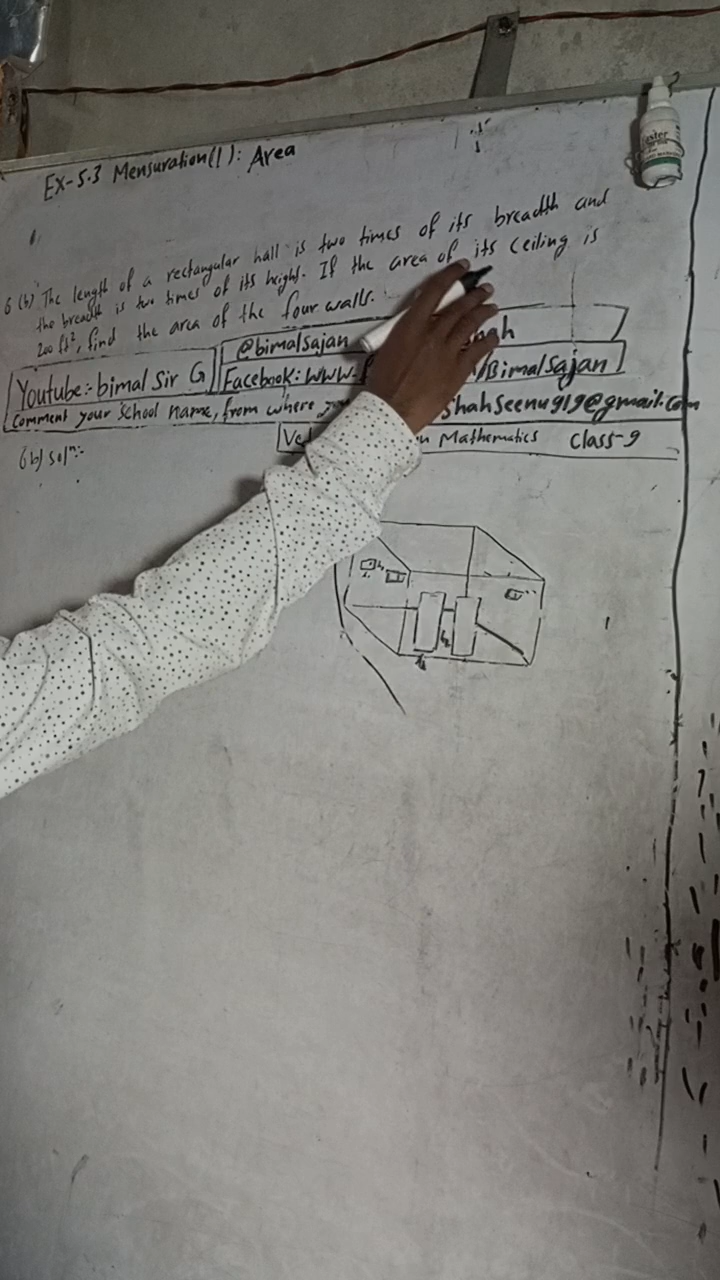 Ex-5.3 Mensuration(1): Area
6(b) The length of a rectangular hall is two times of its breadth and
the breadth is two times of its height. If the area of its ceiling is
200 ft², find the area of the four walls.
@bimalsajan
Youtube:- bimal Sir G
Facebook: www. /Bimalsajan
Comment your school name, from where shahseenu919@gmail.com
Mathematics Class-9
6b) Solⁿ:-